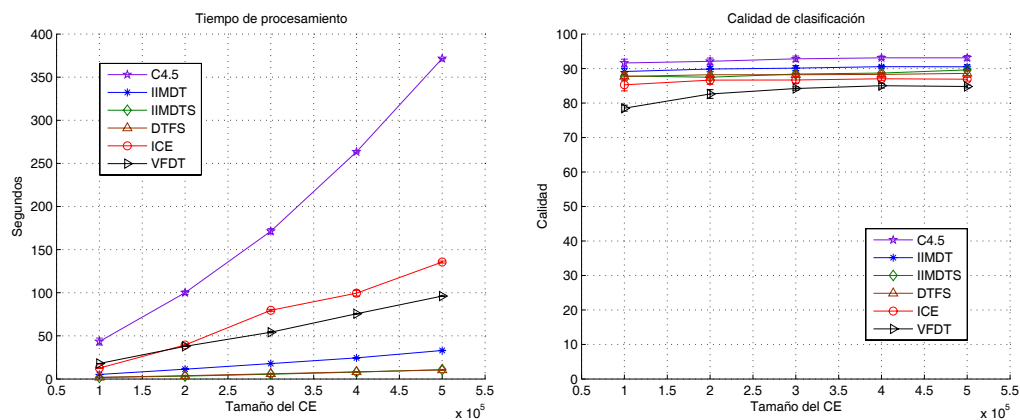 Tiempo de procesamiento
400
350
300
250
200
150
100
50
0
Segundos
C4.5
IIMDT
IIMDTS
DTFS
ICE
VFDT
0.5 1 1.5 2 2.5 3 3.5 4 4.5 5 5.5
Tamaño del CE
x 10⁵
Calidad de clasificación
100
90
80
70
60
50
40
30
20
10
0
Calidad
C4.5
IIMDT
IIMDTS
DTFS
ICE
VFDT
0.5 1 1.5 2 2.5 3 3.5 4 4.5 5 5.5
Tamaño del CE
x 10⁵